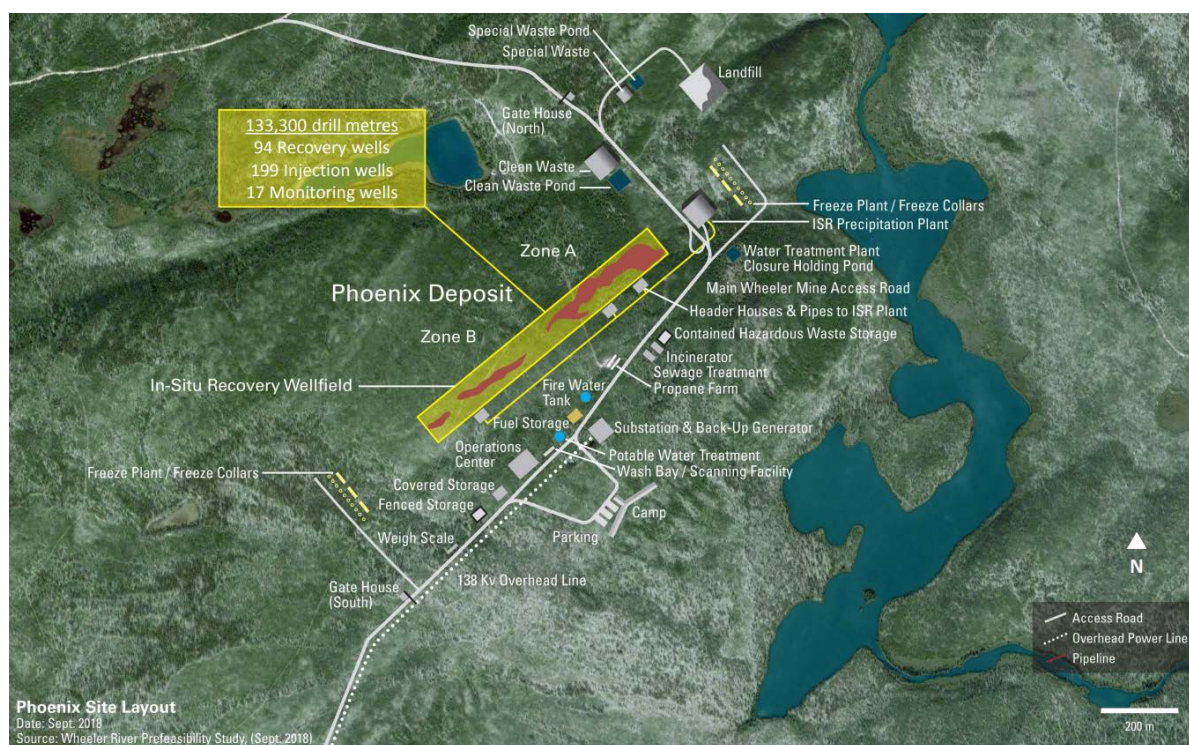 Special Waste Pond
Special Waste
Landfill
Gate House
(North)
133,300 drill metres
94 Recovery wells
199 Injection wells
17 Monitoring wells
Clean Waste
Clean Waste Pond
Freeze Plant / Freeze Collars
ISR Precipitation Plant
Zone A
Water Treatment Plant
Closure Holding Pond
Main Wheeler Mine Access Road
Phoenix Deposit
Header Houses & Pipes to ISR Plant
Zone B
Contained Hazardous Waste Storage
Incinerator
Sewage Treatment
Propane Farm
In-Situ Recovery Wellfield
Fire Water
Tank
Fuel Storage
Substation & Back-Up Generator
Operations
Center
Potable Water Treatment
Wash Bay / Scanning Facility
Freeze Plant / Freeze Collars
Covered Storage
Fenced Storage
Camp
Parking
Weigh Scale
N
138 Kv Overhead Line
Gate House
(South)
Access Road
Overhead Power Line
Pipeline
Phoenix Site Layout
Date: Sept. 2018
Source: Wheeler River Prefeasibility Study, (Sept. 2018)
200 m